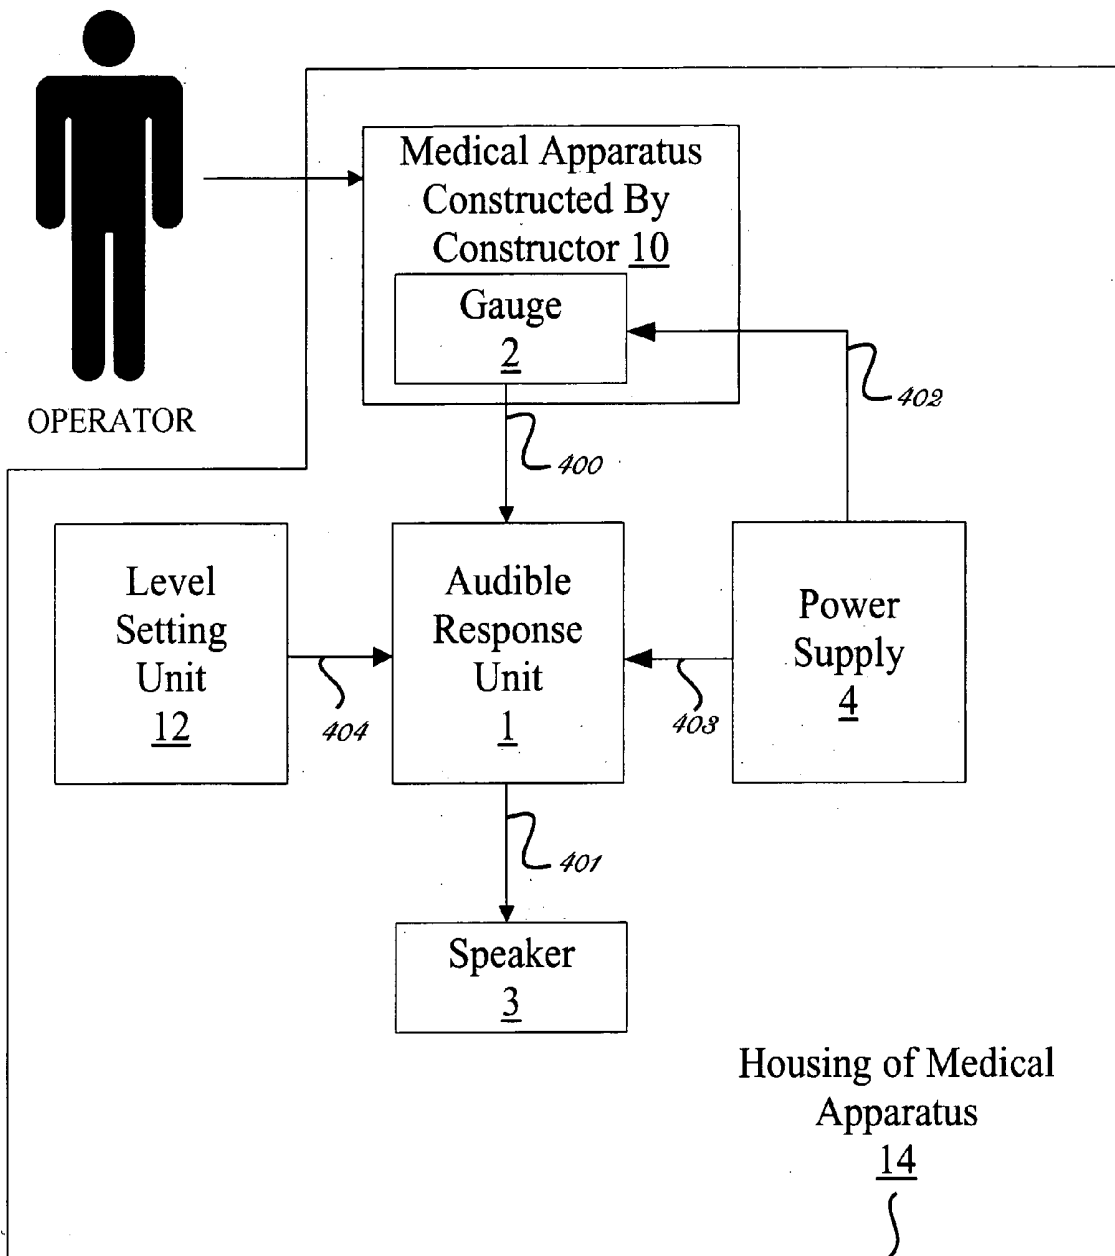 Medical Apparatus
Constructed By
Constructor 10
Gauge
2
402
OPERATOR
400
Level
Setting
Unit
12
404
Audible
Response
Unit
1
403
Power
Supply
4
401
Speaker
3
Housing of Medical
Apparatus
14